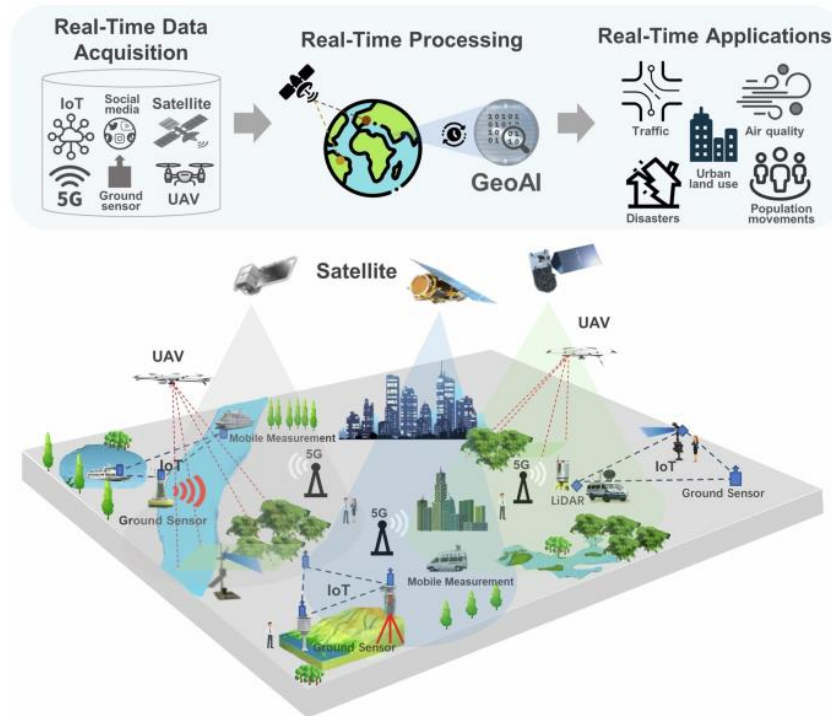 Real-Time Data
Acquisition
IoT
Social
media
Satellite
5G
Ground
sensor
UAV
Real-Time Processing
10101
GeoAI
Real-Time Applications
Traffic
Air quality
Urban
land use
Disasters
Population
movements
Satellite
UAV
UAV
Mobile Measurement
5G
IoT
Ground Sensor
5G
5G
LiDAR
IoT
Ground Sensor
Mobile Measurement
IoT
Ground Sensor